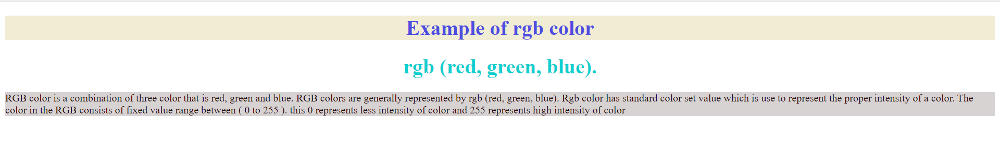 Example of rgb color
rgb (red, green, blue).
RGB color is a combination of three color that is red, green and blue. RGB colors are generally represented by rgb (red, green, blue). Rgb color has standard color set value which is use to represent the proper intensity of a color. The
color in the RGB consists of fixed value range between ( 0 to 255 ). this 0 represents less intensity of color and 255 represents high intensity of color